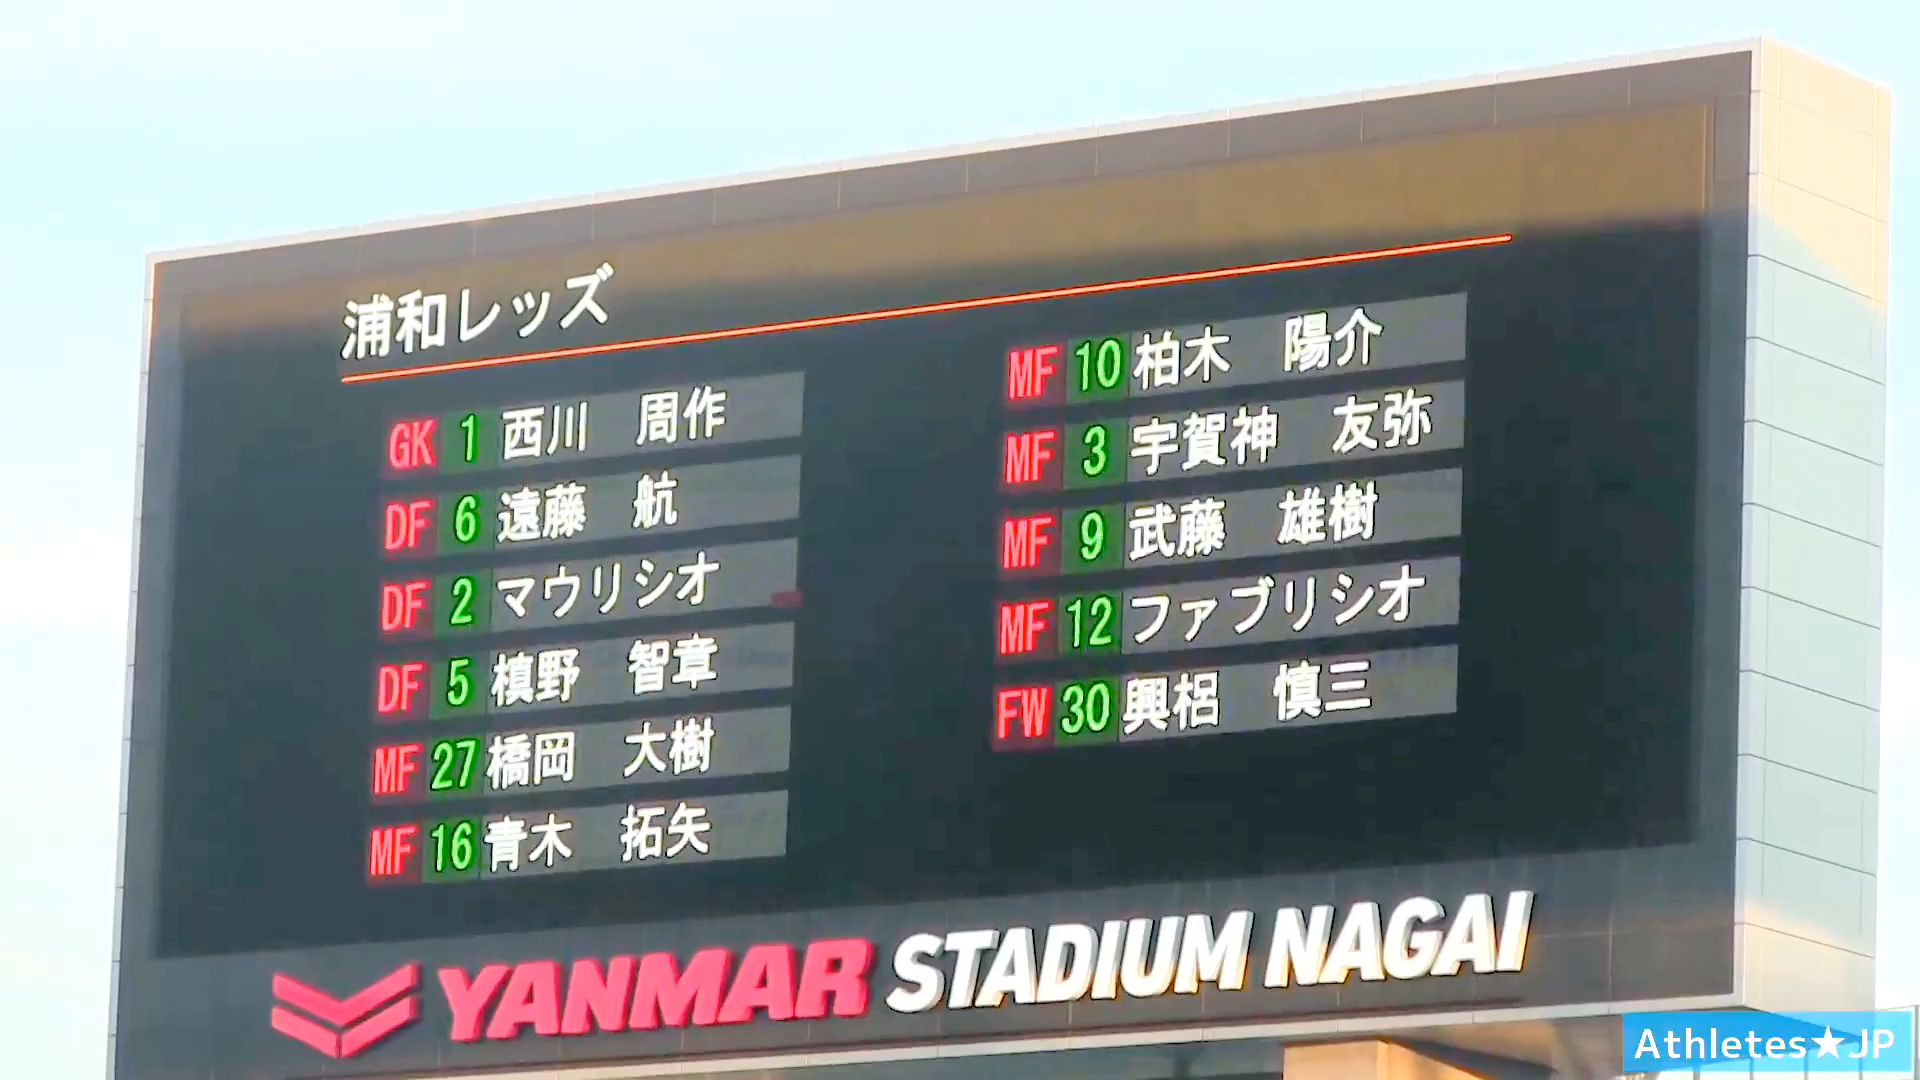 浦和レッズ
GK 1 西川 周作
DF 6 遠藤 航
DF 2 マウリシオ
DF 5 槙野 智章
MF 27 橋岡 大樹
MF 16 青木 拓矢
MF 10 柏木 陽介
MF 3 宇賀神 友弥
MF 9 武藤 雄樹
MF 12 ファブリシオ
FW 30 興梠 慎三
YANMAR STADIUM NAGAI
Athletes★JP